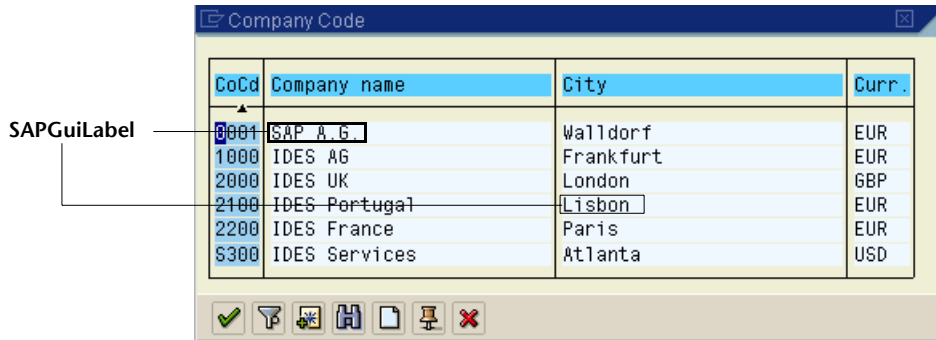 Company Code
CoCd Company name City Curr.
0001 SAP A.G. Walldorf EUR
SAPGuiLabel
1000 IDES AG Frankfurt EUR
2000 IDES UK London GBP
2100 IDES Portugal Lisbon EUR
2200 IDES France Paris EUR
S300 IDES Services Atlanta USD